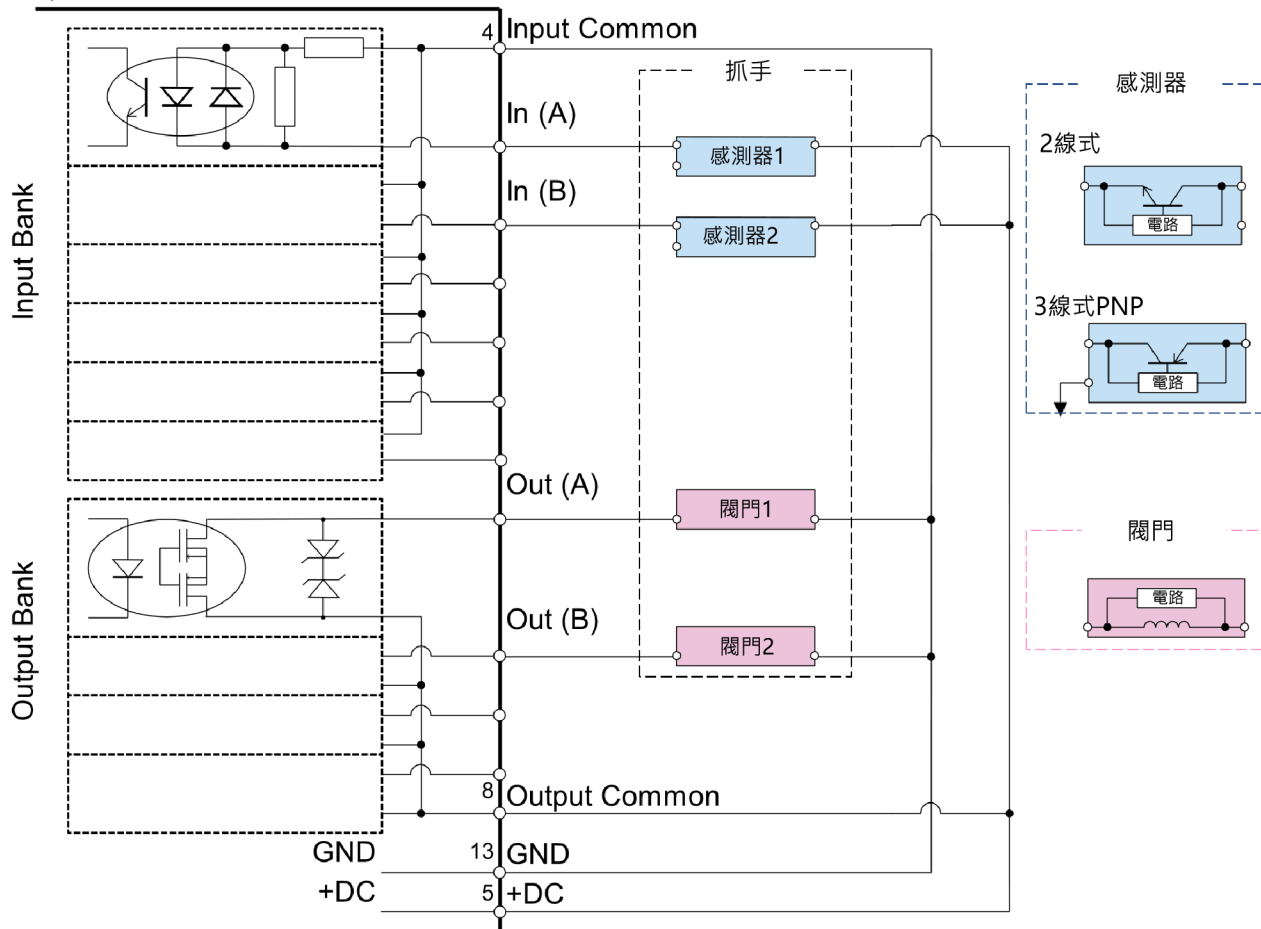 4 Input Common
抓手
感測器
In (A)
感測器1
2線式
電路
In (B)
感測器2
Input Bank
3線式PNP
電路
Out (A)
閥門1
閥門
電路
Out (B)
閥門2
Output Bank
8 Output Common
GND 13 GND
+DC 5 +DC